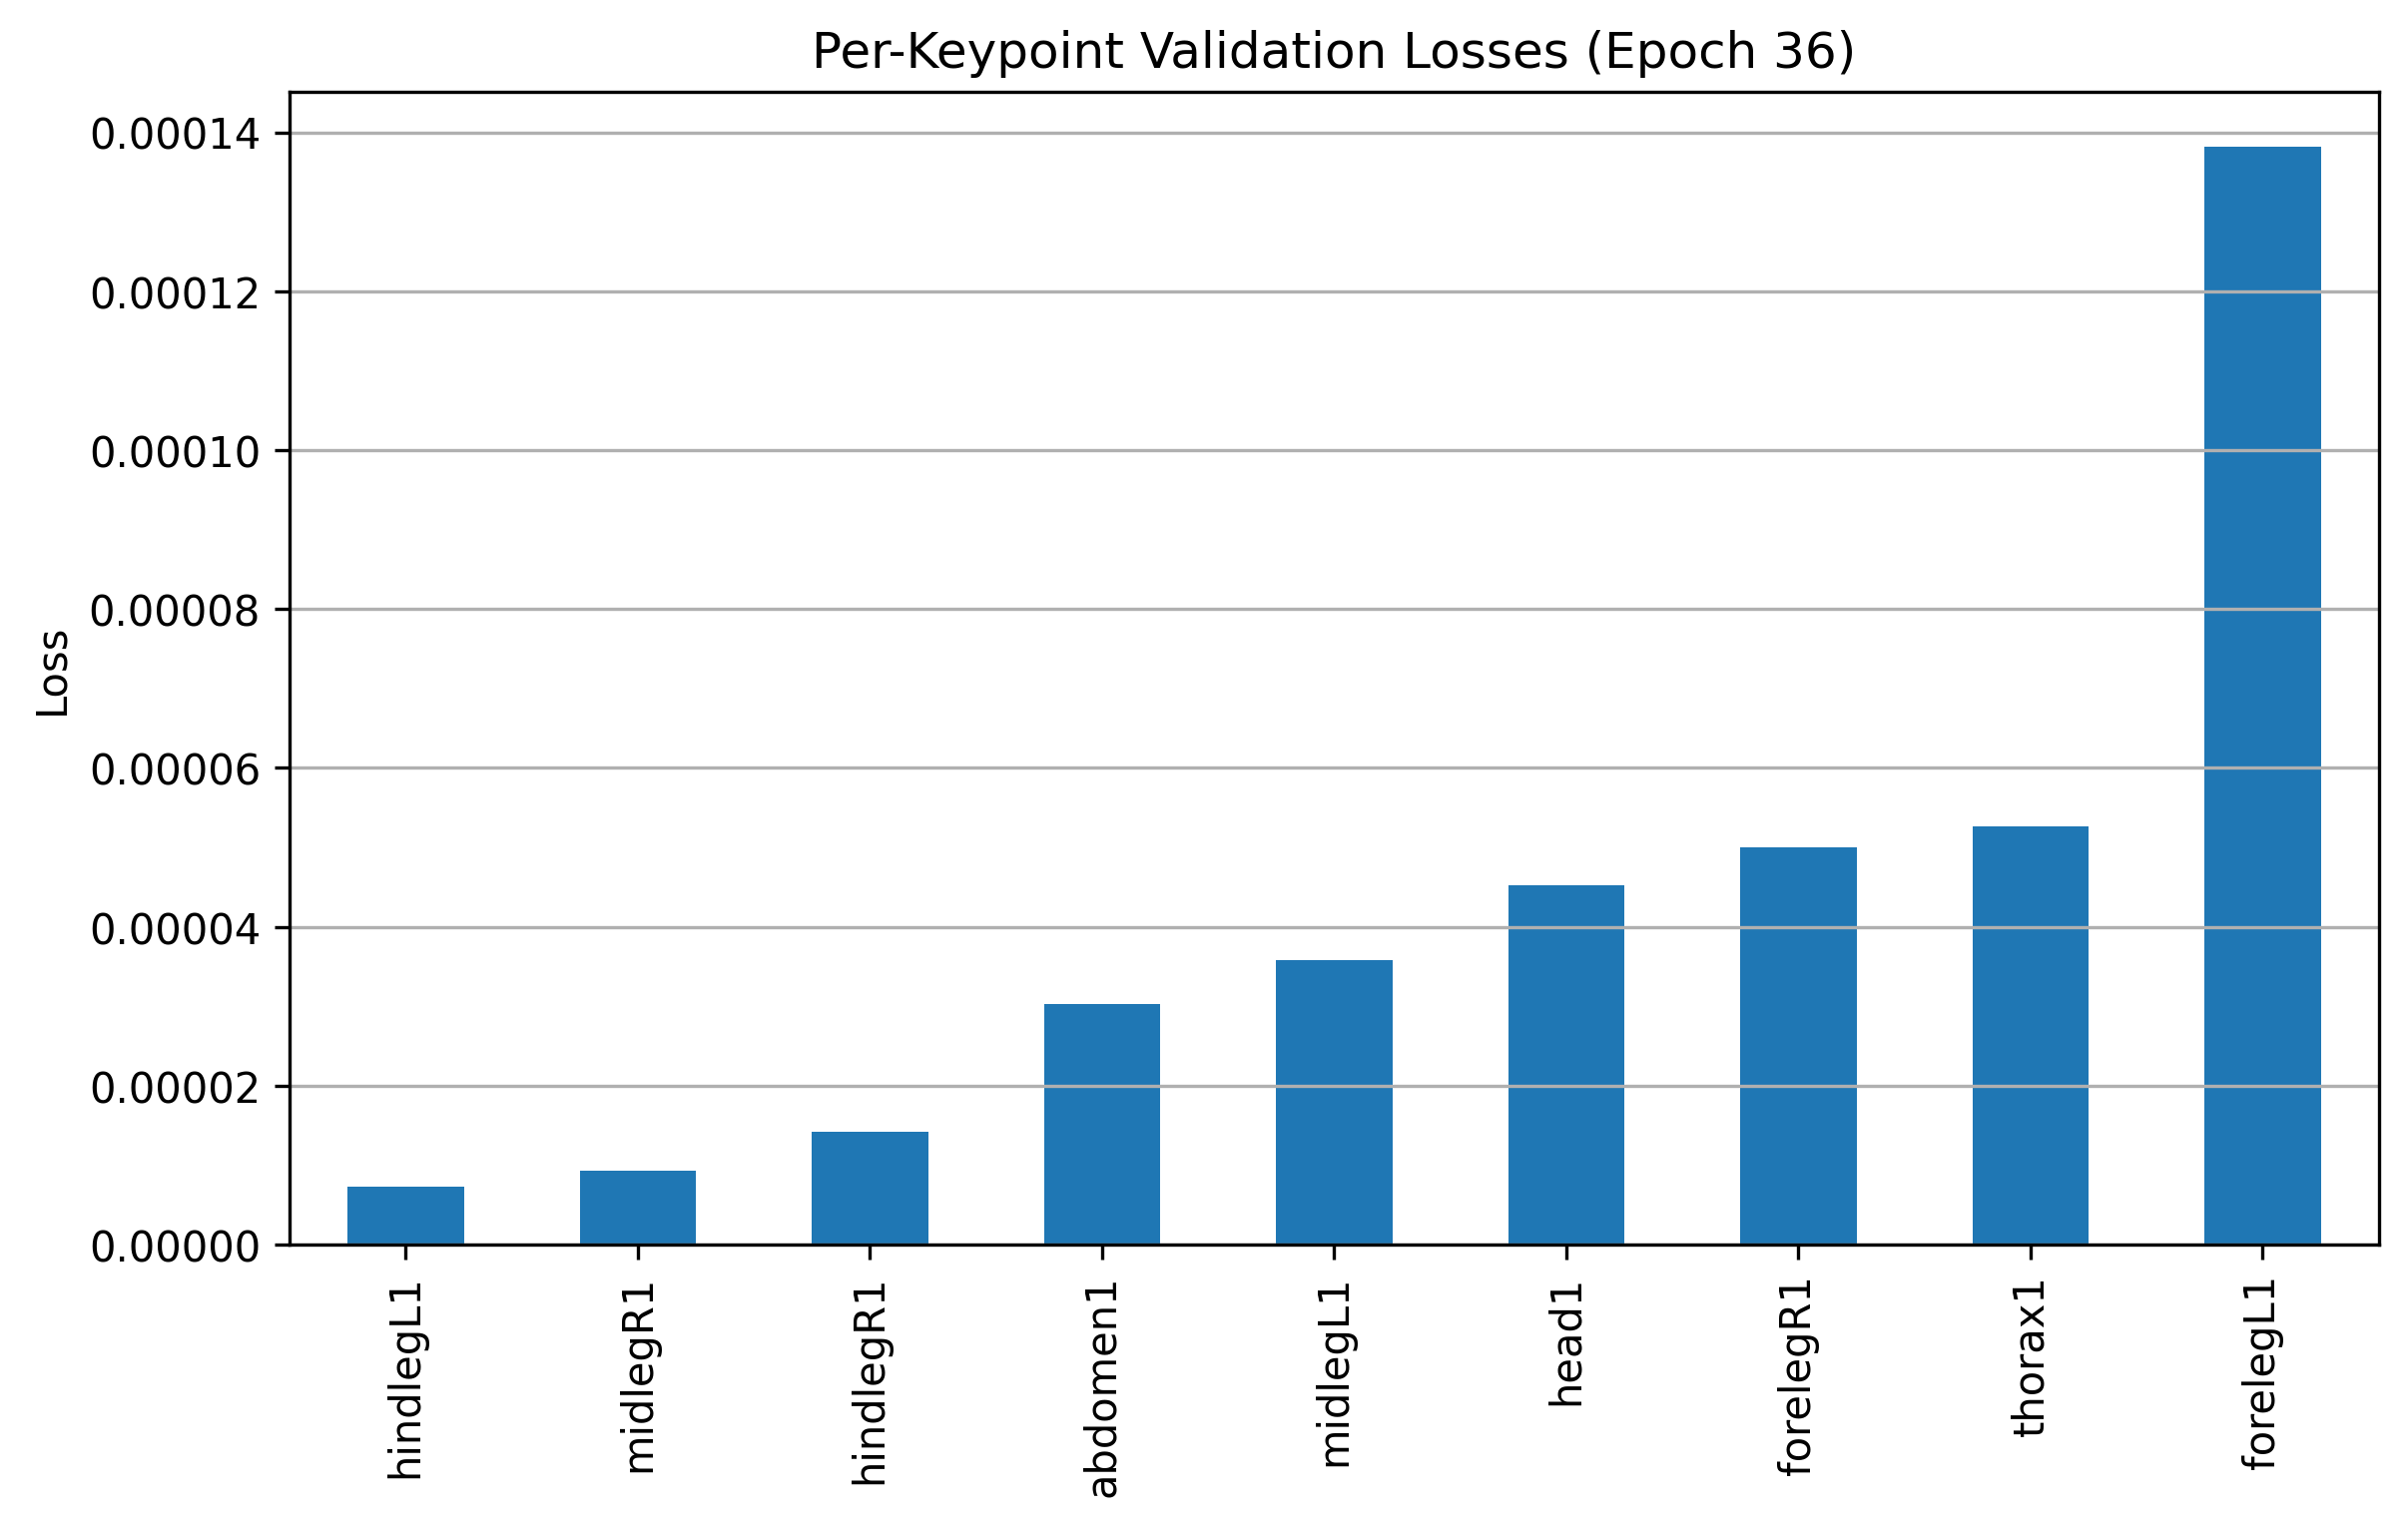 Per-Keypoint Validation Losses (Epoch 36)
0.00014
0.00012
0.00010
0.00008
0.00006
0.00004
0.00002
0.00000
Loss
hindlegL1
midlegR1
hindlegR1
abdomen1
midlegL1
head1
forelegR1
thorax1
forelegL1